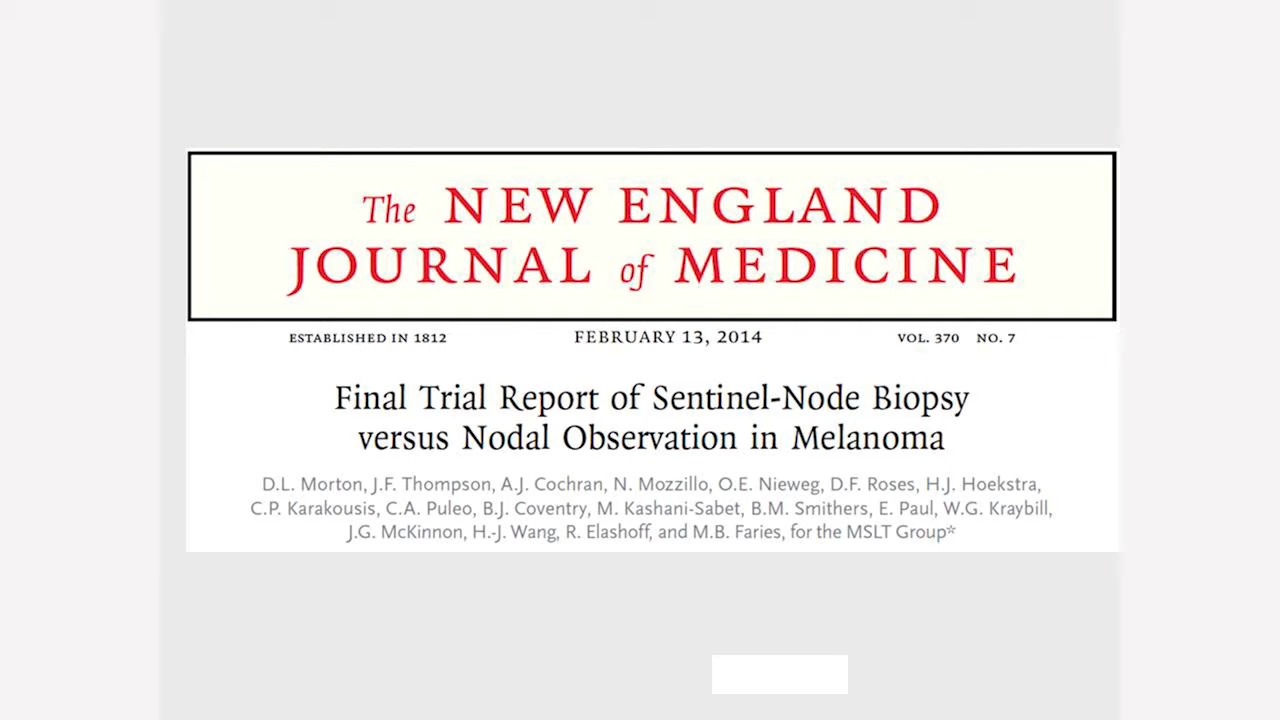 The NEW ENGLAND
JOURNAL of MEDICINE
ESTABLISHED IN 1812 FEBRUARY 13, 2014 VOL. 370 NO. 7
Final Trial Report of Sentinel-Node Biopsy
versus Nodal Observation in Melanoma
D.L. Morton, J.F. Thompson, A.J. Cochran, N. Mozzillo, O.E. Nieweg, D.F. Roses, H.J. Hoekstra,
C.P. Karakousis, C.A. Puleo, B.J. Coventry, M. Kashani-Sabet, B.M. Smithers, E. Paul, W.G. Kraybill,
J.G. McKinnon, H.-J. Wang, R. Elashoff, and M.B. Faries, for the MSLT Group*